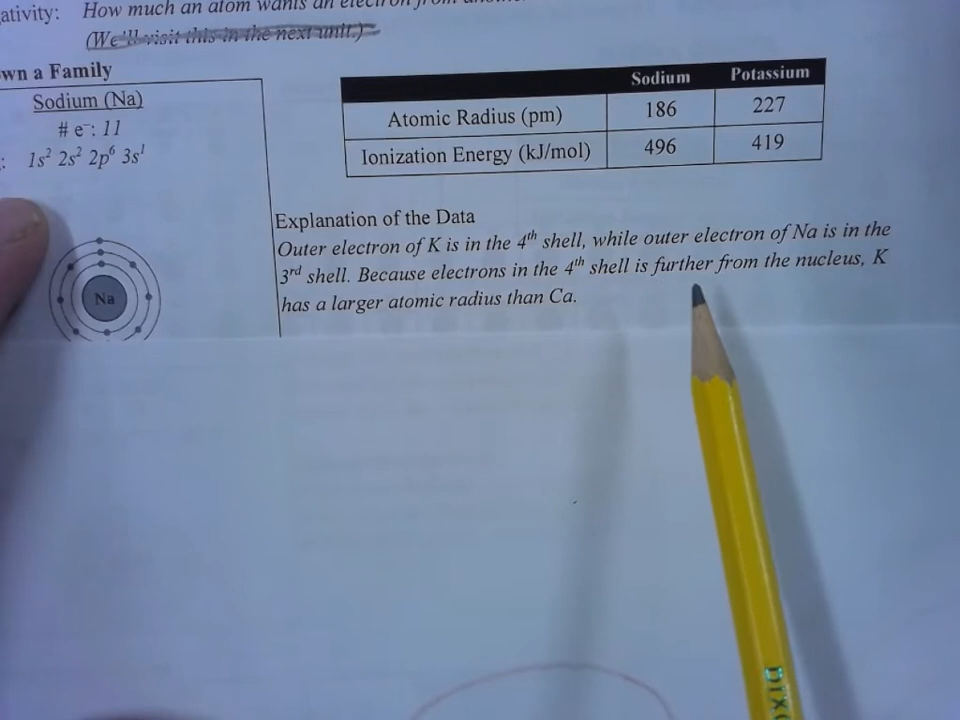 ativity: How much an atom wants an electron from
(We'll visit this in the next unit.)
wn a Family
Sodium (Na)
# e⁻: 11
: 1s² 2s² 2p⁶ 3s¹
Na
Sodium Potassium
Atomic Radius (pm) 186 227
Ionization Energy (kJ/mol) 496 419
Explanation of the Data
Outer electron of K is in the 4th shell, while outer electron of Na is in the
3rd shell. Because electrons in the 4th shell is further from the nucleus, K
has a larger atomic radius than Ca.
DIXO